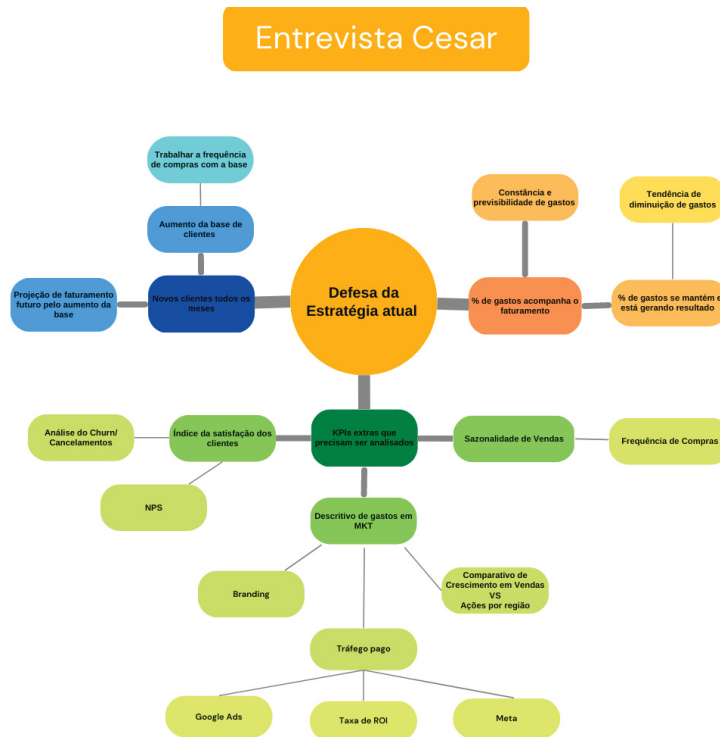 Entrevista Cesar
Trabalhar a frequência
de compras com a base
Constância e
previsibilidade de gastos
Tendência de
diminuição de gastos
Aumento da base de
clientes
Defesa da
Estratégia atual
Projeção de faturamento
futuro pelo aumento da
base
Novos clientes todos os
meses
% de gastos acompanha o
faturamento
% de gastos se mantém e
está gerando resultado
Análise do Churn/
Cancelamentos
Índice da satisfação dos
clientes
KPIs extras que
precisam ser analisados
Sazonalidade de Vendas
Frequência de Compras
NPS
Descritivo de gastos em
MKT
Branding
Comparativo de
Crescimento em Vendas
VS
Ações por região
Tráfego pago
Google Ads
Taxa de ROI
Meta